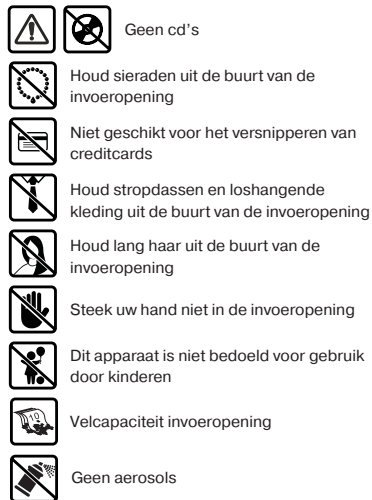 Geen cd's
Houd sieraden uit de buurt van de
invoeropening
Niet geschikt voor het versnipperen van
creditcards
Houd stropdassen en loshangende
kleding uit de buurt van de invoeropening
Houd lang haar uit de buurt van de
invoeropening
Steek uw hand niet in de invoeropening
Dit apparaat is niet bedoeld voor gebruik
door kinderen
10
Velcapaciteit invoeropening
Geen aerosols